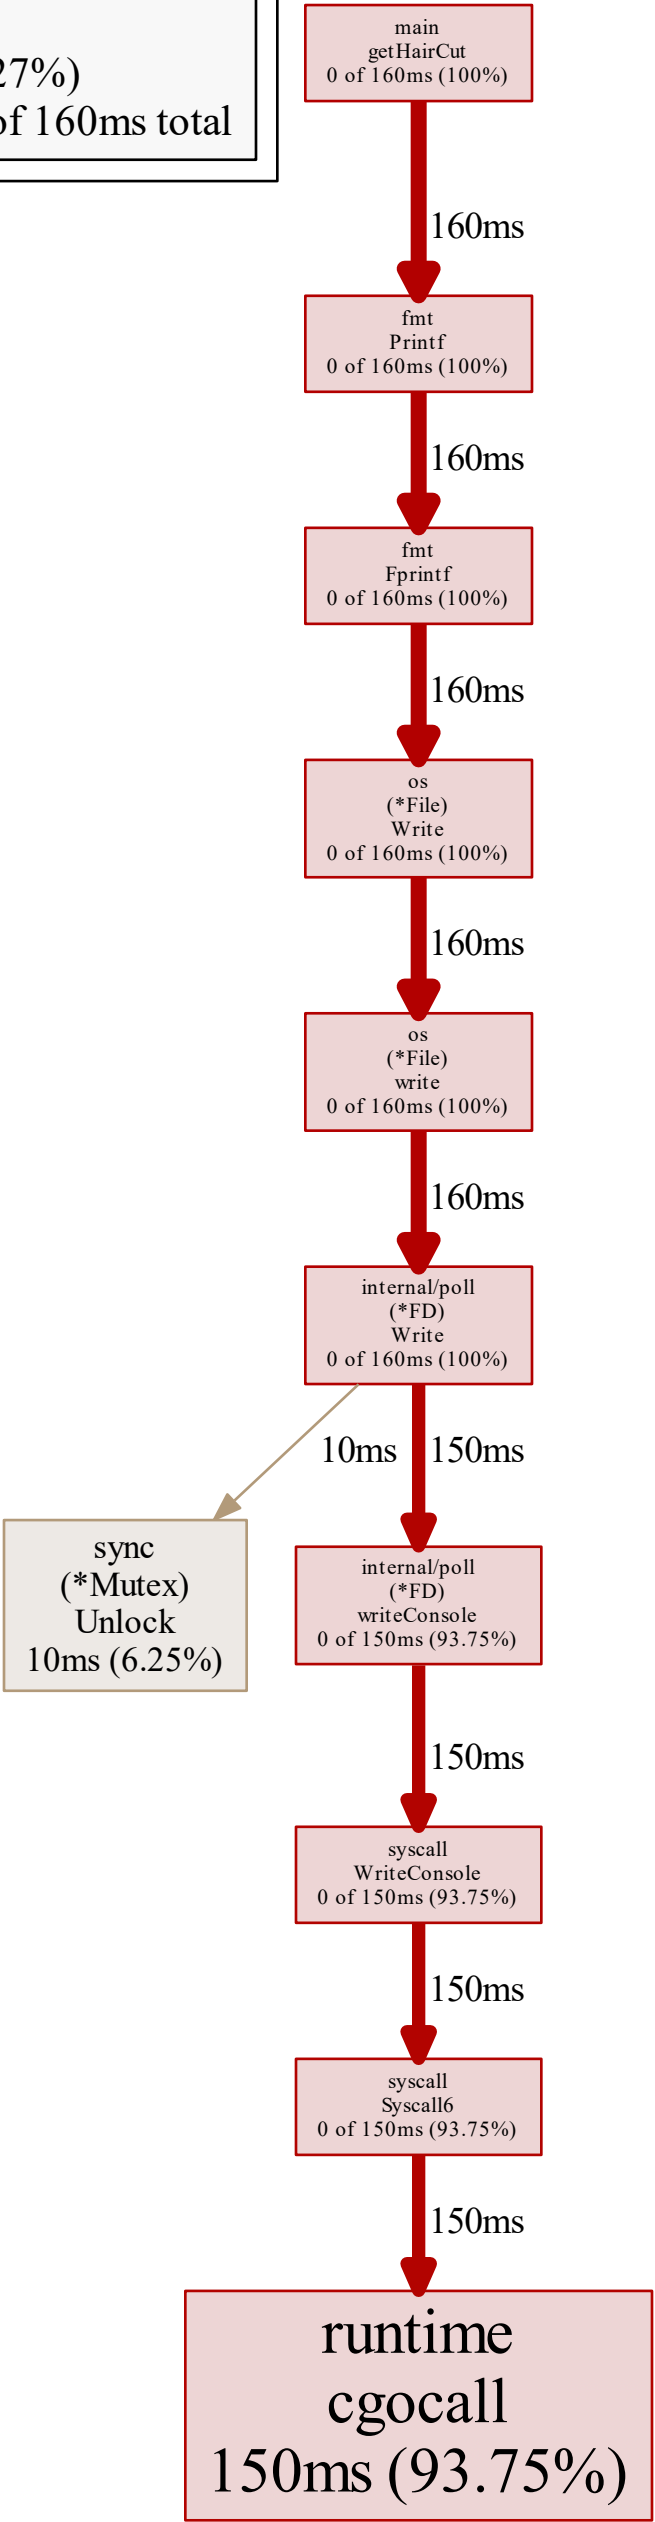 27%)
of 160ms total
main
getHairCut
0 of 160ms (100%)
160ms
fmt
Printf
0 of 160ms (100%)
160ms
fmt
Fprintf
0 of 160ms (100%)
160ms
os
(*File)
Write
0 of 160ms (100%)
160ms
os
(*File)
write
0 of 160ms (100%)
160ms
internal/poll
(*FD)
Write
0 of 160ms (100%)
10ms
150ms
sync
(*Mutex)
Unlock
10ms (6.25%)
internal/poll
(*FD)
writeConsole
0 of 150ms (93.75%)
150ms
syscall
WriteConsole
0 of 150ms (93.75%)
150ms
syscall
Syscall6
0 of 150ms (93.75%)
150ms
runtime
cgocall
150ms (93.75%)